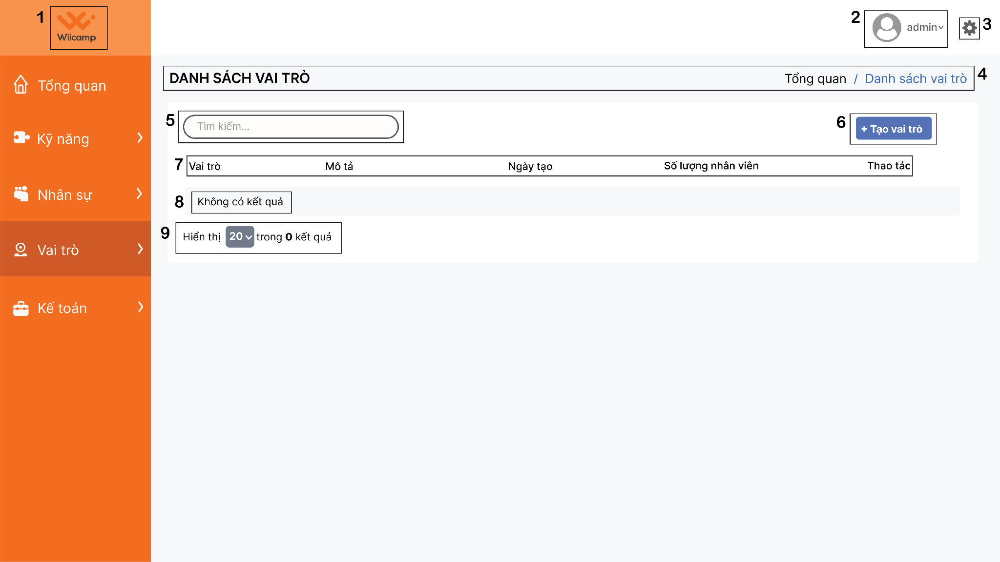 1
Wiicamp
2
admin
3
Tổng quan
Kỹ năng
Nhân sự
Vai trò
Kế toán
DANH SÁCH VAI TRÒ
Tổng quan / Danh sách vai trò
4
5
Tìm kiếm...
6
+ Tạo vai trò
7
Vai trò Mô tả Ngày tạo Số lượng nhân viên Thao tác
8
Không có kết quả
9
Hiển thị 20 trong 0 kết quả